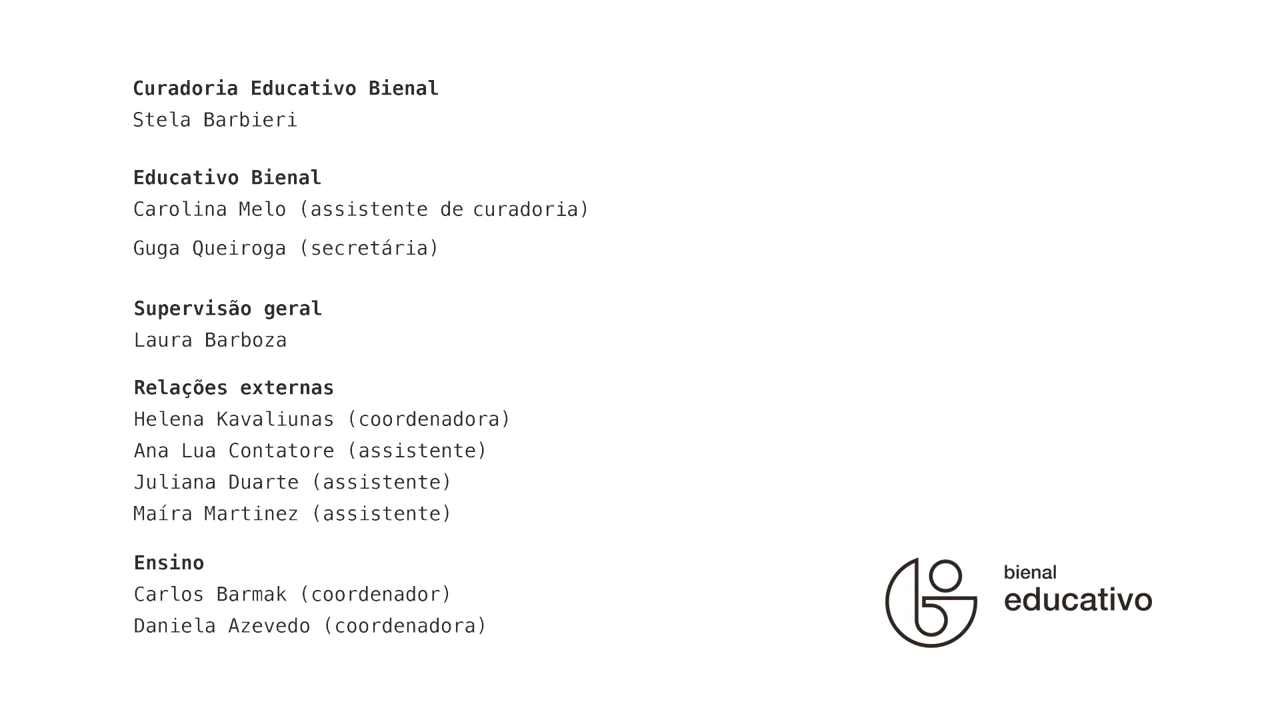 Curadoria Educativo Bienal
Stela Barbieri
Educativo Bienal
Carolina Melo (assistente de curadoria)
Guga Queiroga (secretária)
Supervisão geral
Laura Barboza
Relações externas
Helena Kavaliunas (coordenadora)
Ana Lua Contatore (assistente)
Juliana Duarte (assistente)
Maíra Martinez (assistente)
Ensino
Carlos Barmak (coordenador)
Daniela Azevedo (coordenadora)
bienal
educativo